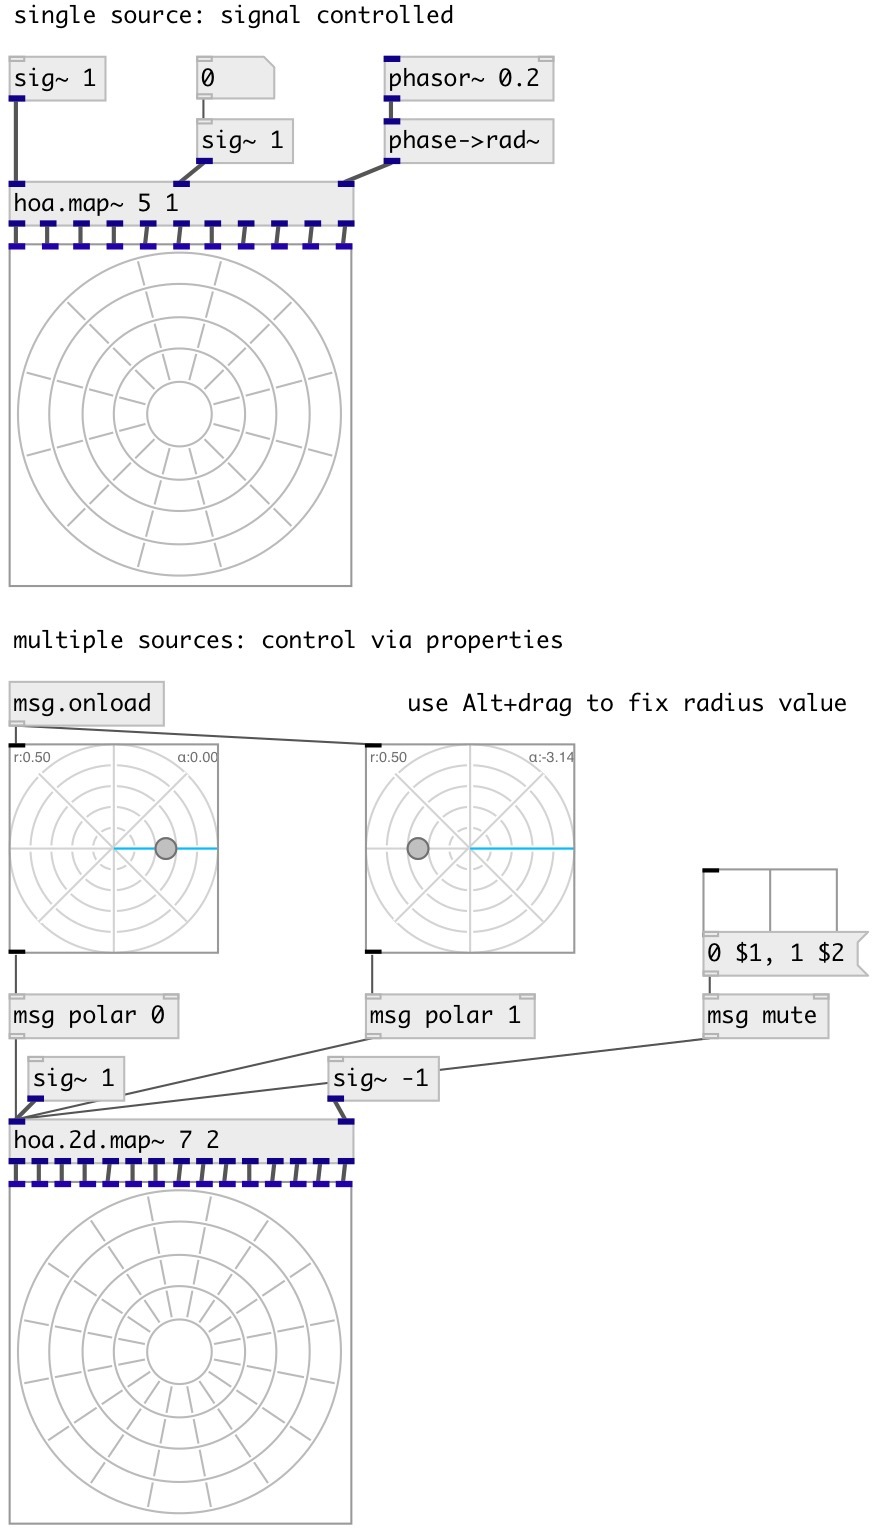 single source: signal controlled
sig~ 1
0
phasor~ 0.2
sig~ 1
phase->rad~
hoa.map~ 5 1
multiple sources: control via properties
msg.onload
use Alt+drag to fix radius value
r:0.50
α:0.00
r:0.50
α:-3.14
0 $1, 1 $2
msg polar 0
msg polar 1
msg mute
sig~ 1
sig~ -1
hoa.2d.map~ 7 2